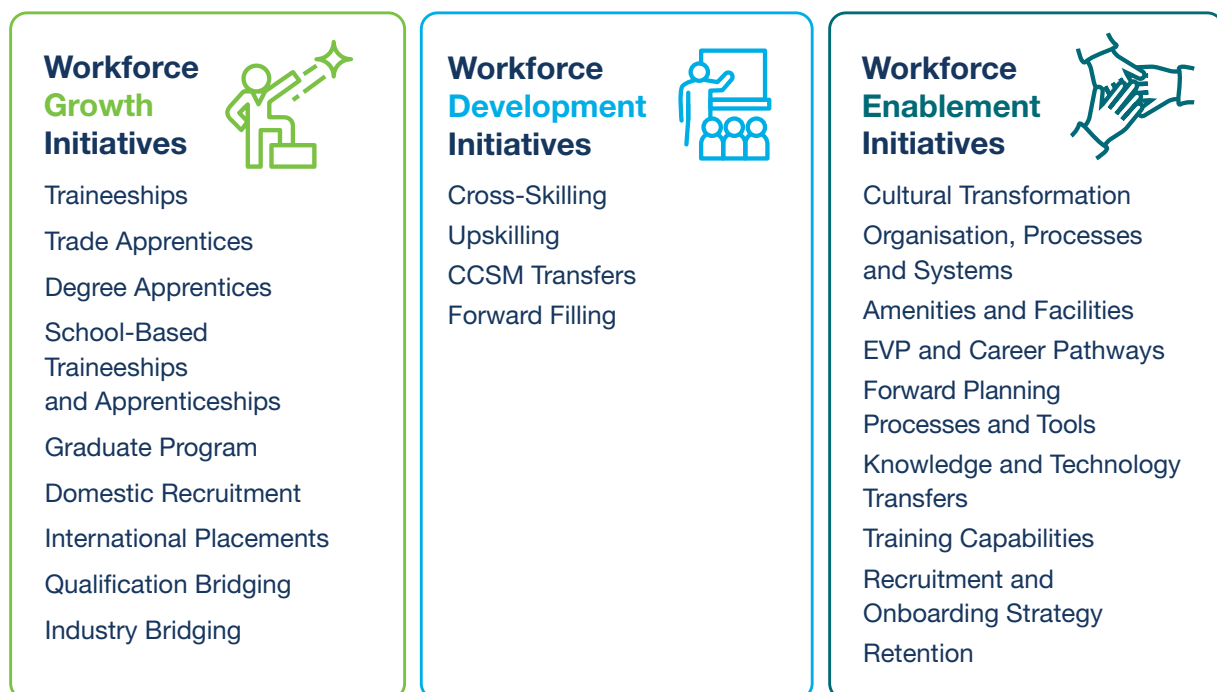 Workforce
Growth
Initiatives
Traineeships
Trade Apprentices
Degree Apprentices
School-Based
Traineeships
and Apprenticeships
Graduate Program
Domestic Recruitment
International Placements
Qualification Bridging
Industry Bridging
Workforce
Development
Initiatives
Cross-Skilling
Upskilling
CCSM Transfers
Forward Filling
Workforce
Enablement
Initiatives
Cultural Transformation
Organisation, Processes
and Systems
Amenities and Facilities
EVP and Career Pathways
Forward Planning
Processes and Tools
Knowledge and Technology
Transfers
Training Capabilities
Recruitment and
Onboarding Strategy
Retention